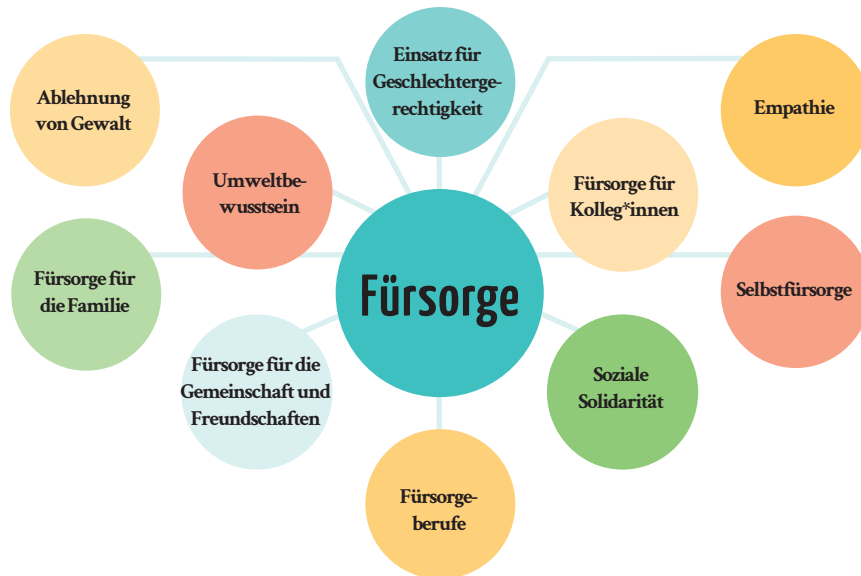 Einsatz für
Geschlechterge-
rechtigkeit
Ablehnung
von Gewalt
Empathie
Umweltbe-
wusstsein
Fürsorge für
Kolleg*innen
Fürsorge
Fürsorge für
die Familie
Selbstfürsorge
Fürsorge für die
Gemeinschaft und
Freundschaften
Soziale
Solidarität
Fürsorge-
berufe